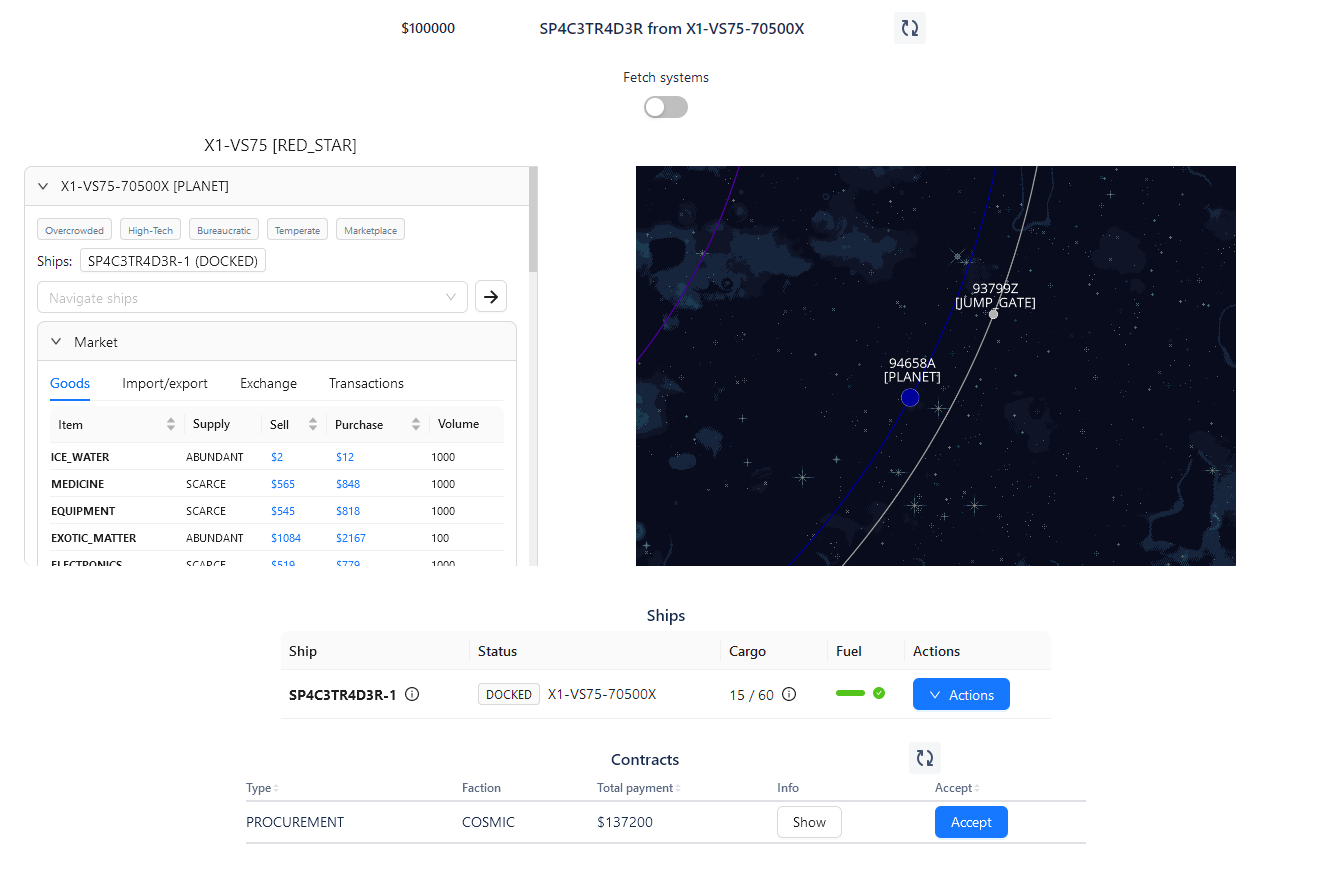 $100000 SP4C3TR4D3R from X1-VS75-70500X
Fetch systems
X1-VS75 [RED_STAR]
X1-VS75-70500X [PLANET]
Overcrowded High-Tech Bureaucratic Temperate Marketplace
Ships: SP4C3TR4D3R-1 (DOCKED)
Navigate ships
Market
Goods Import/export Exchange Transactions
Item Supply Sell Purchase Volume
ICE_WATER ABUNDANT $2 $12 1000
MEDICINE SCARCE $565 $848 1000
EQUIPMENT SCARCE $545 $818 1000
EXOTIC_MATTER ABUNDANT $1084 $2167 100
ELECTRONICS SCARCE $519 $779 1000
93799Z
[JUMP_GATE]
94658A
[PLANET]
Ships
Ship Status Cargo Fuel Actions
SP4C3TR4D3R-1 DOCKED X1-VS75-70500X 15 / 60 Actions
Contracts
Type Faction Total payment Info Accept
PROCUREMENT COSMIC $137200 Show Accept